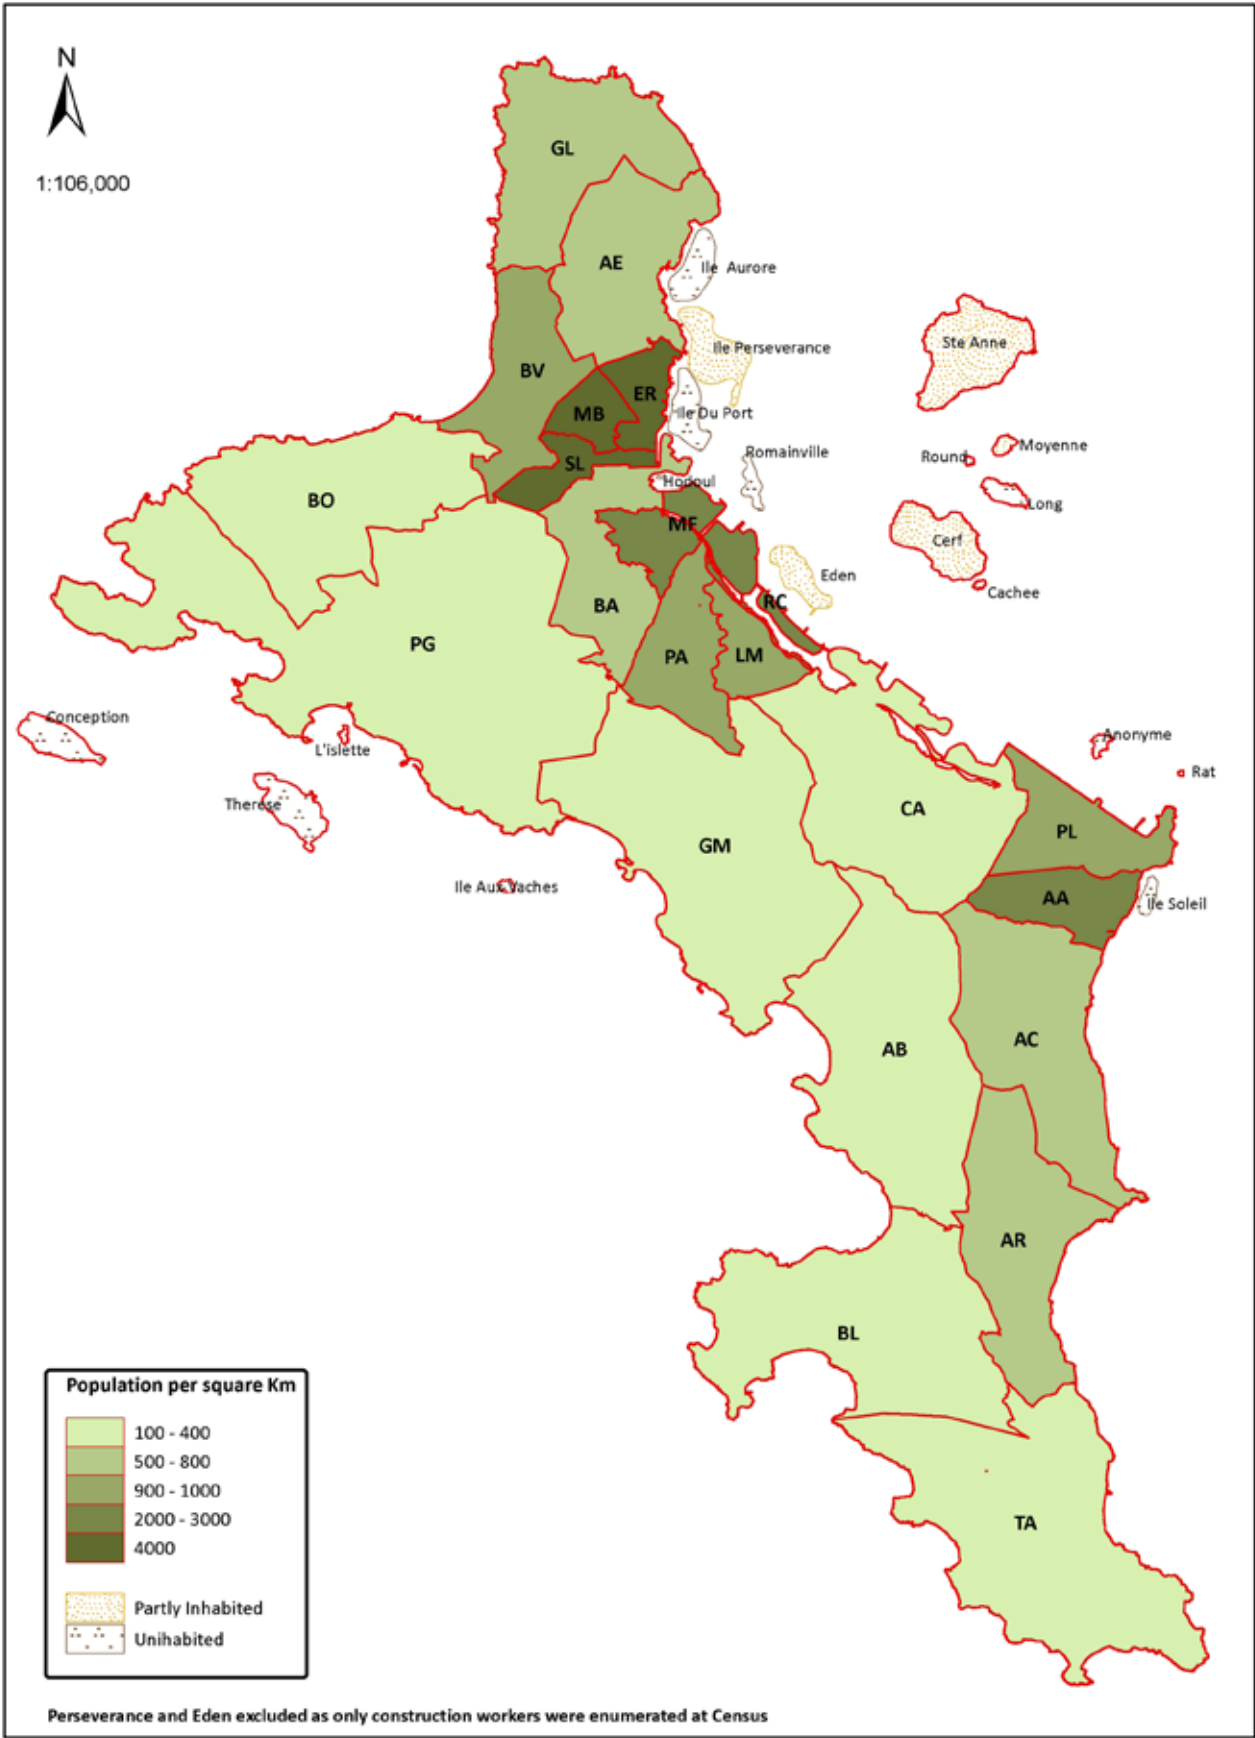 N
1:106,000
GL
AE
Ile Aurore
Ile Perseverance
Ste Anne
BV
ER
MB
Ile Du Port
SL
Romainville
Moyenne
Round
Hodoul
BO
Long
MF
Cerf
Eden
Cachee
RC
BA
PG
PA
LM
Conception
L'islette
Anonyme
Rat
Therese
CA
PL
GM
Ile Aux Vaches
AA
Ile Soleil
AC
AB
AR
BL
Population per square Km
100 - 400
500 - 800
900 - 1000
2000 - 3000
4000
TA
Partly Inhabited
Unihabited
Perseverance and Eden excluded as only construction workers were enumerated at Census